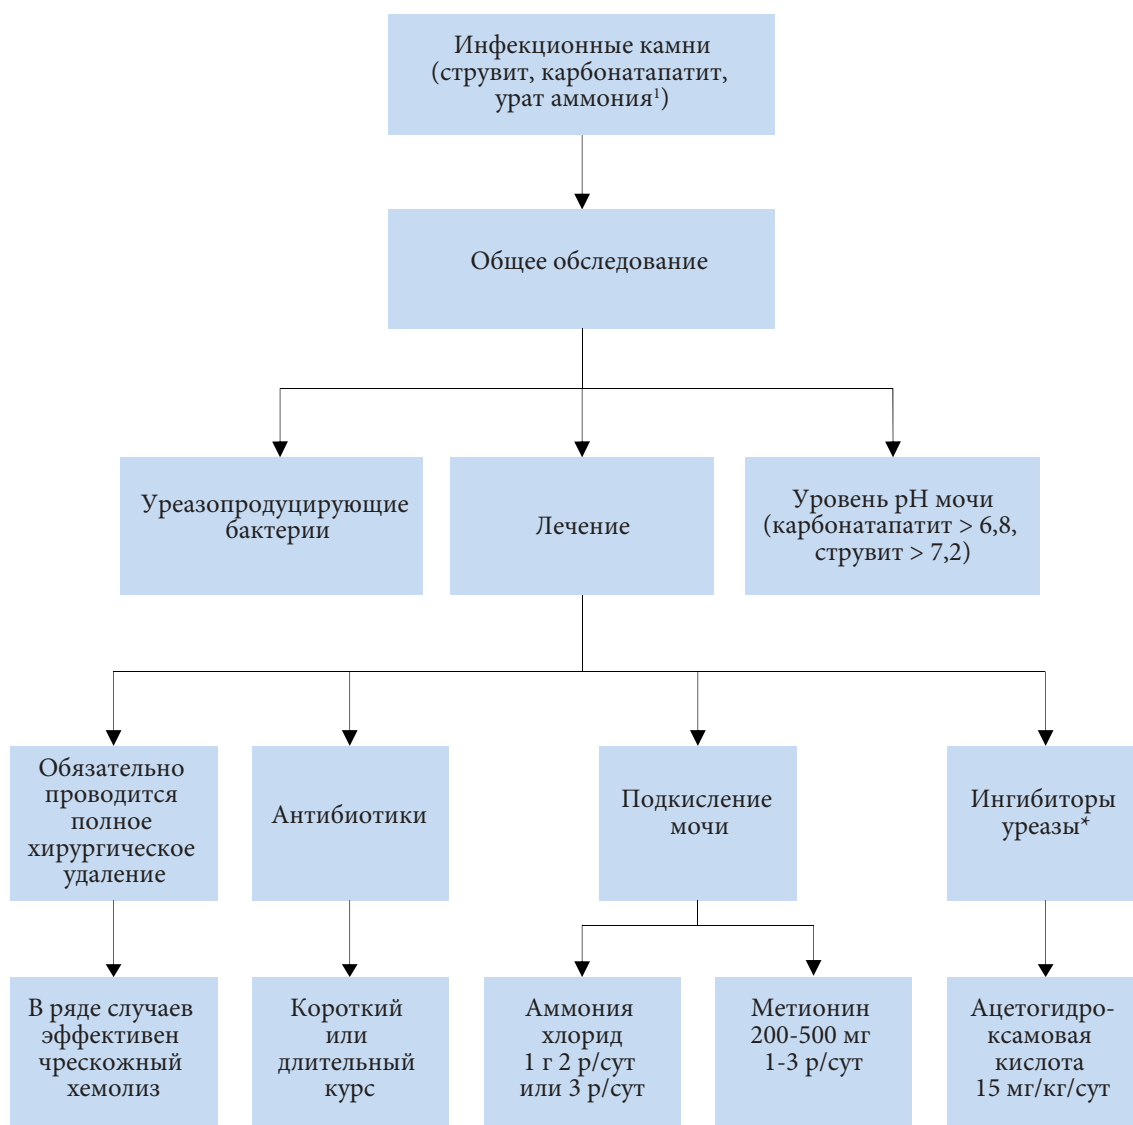 Инфекционные камни
(струвит, карбонатапатит,
урат аммония¹)
Общее обследование
Уреазопродуцирующие
бактерии
Лечение
Уровень pH мочи
(карбонатапатит > 6,8,
струвит > 7,2)
Обязательно
проводится
полное
хирургическое
удаление
Антибиотики
Подкисление
мочи
Ингибиторы
уреазы*
В ряде случаев
эффективен
чрескожный
хемолиз
Короткий
или
длительный
курс
Аммония
хлорид
1 г 2 р/сут
или 3 р/сут
Метионин
200-500 мг
1-3 р/сут
Ацетогидро-
ксамовая
кислота
15 мг/кг/сут